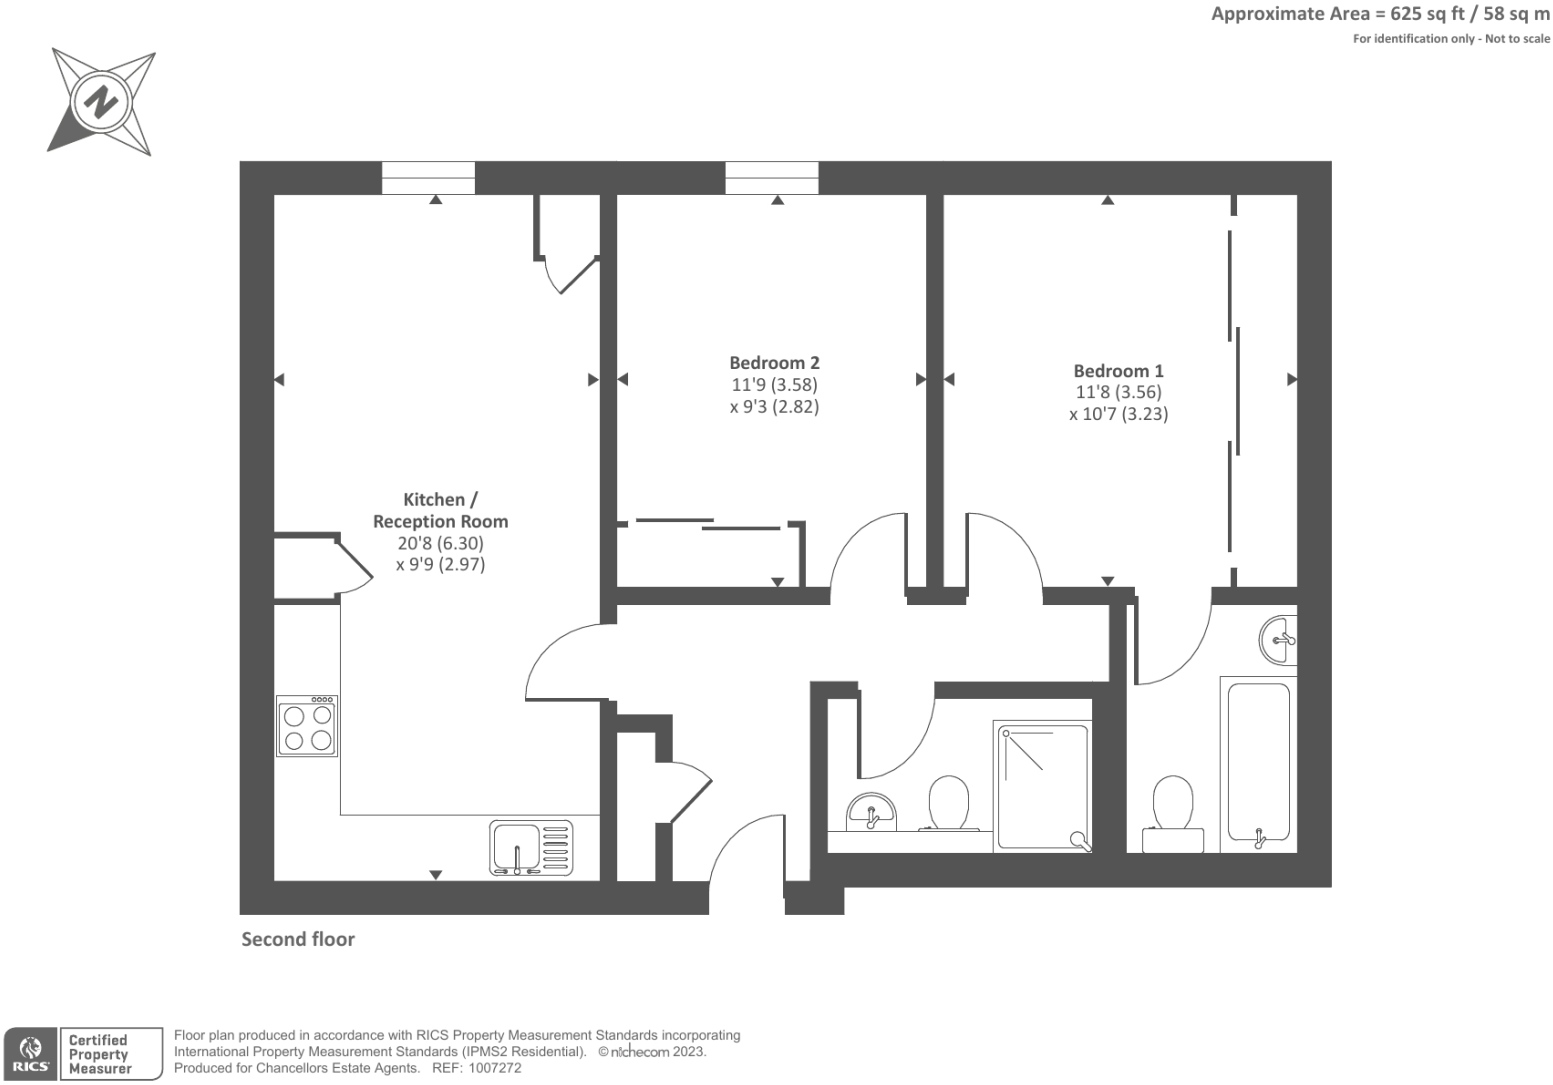 Approximate Area = 625 sq ft / 58 sq m
For identification only - Not to scale
N
Bedroom 2
11'9 (3.58)
x 9'3 (2.82)
Bedroom 1
11'8 (3.56)
x 10'7 (3.23)
Kitchen /
Reception Room
20'8 (6.30)
x 9'9 (2.97)
Second floor
RICS
Certified
Property
Measurer
Floor plan produced in accordance with RICS Property Measurement Standards incorporating
International Property Measurement Standards (IPMS2 Residential). © nichecom 2023.
Produced for Chancellors Estate Agents. REF: 1007272